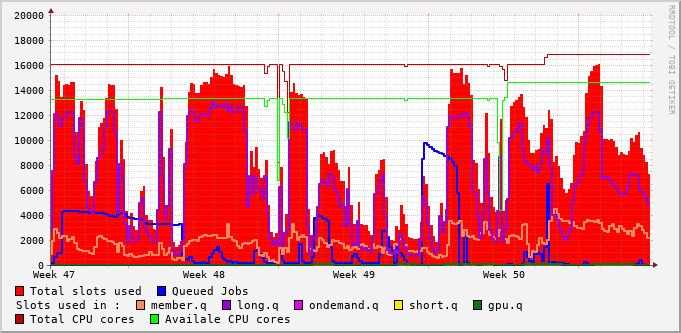 20000
18000
16000
14000
12000
10000
8000
6000
4000
2000
0
Week 47 Week 48 Week 49 Week 50
RRDTOOL / TOBI OETIKER
Total slots used Queued Jobs
Slots used in : member.q long.q ondemand.q short.q gpu.q
Total CPU cores Availale CPU cores